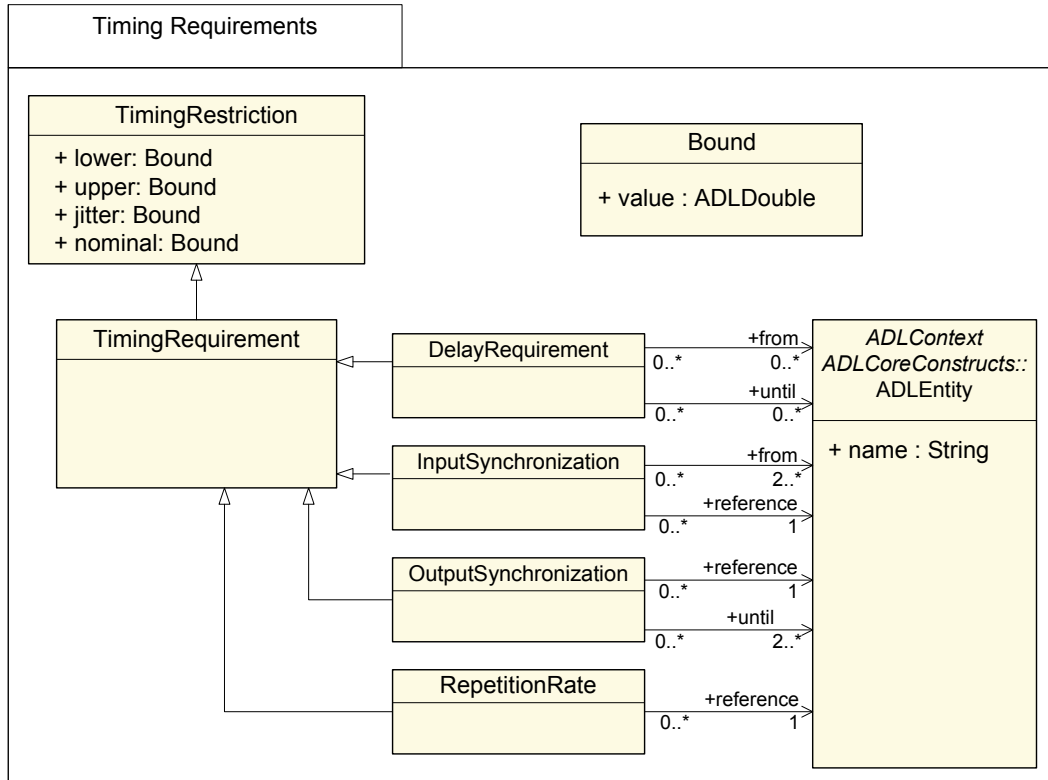 Timing Requirements
TimingRestriction
+ lower: Bound
+ upper: Bound
+ jitter: Bound
+ nominal: Bound
Bound
+ value : ADLDouble
TimingRequirement
DelayRequirement
+from
0..*
0..*
+until
0..*
0..*
InputSynchronization
+from
0..*
2..*
+reference
0..*
1
OutputSynchronization
+reference
0..*
1
+until
0..*
2..*
RepetitionRate
+reference
0..*
1
ADLContext
ADLCoreConstructs::
ADLEntity
+ name : String